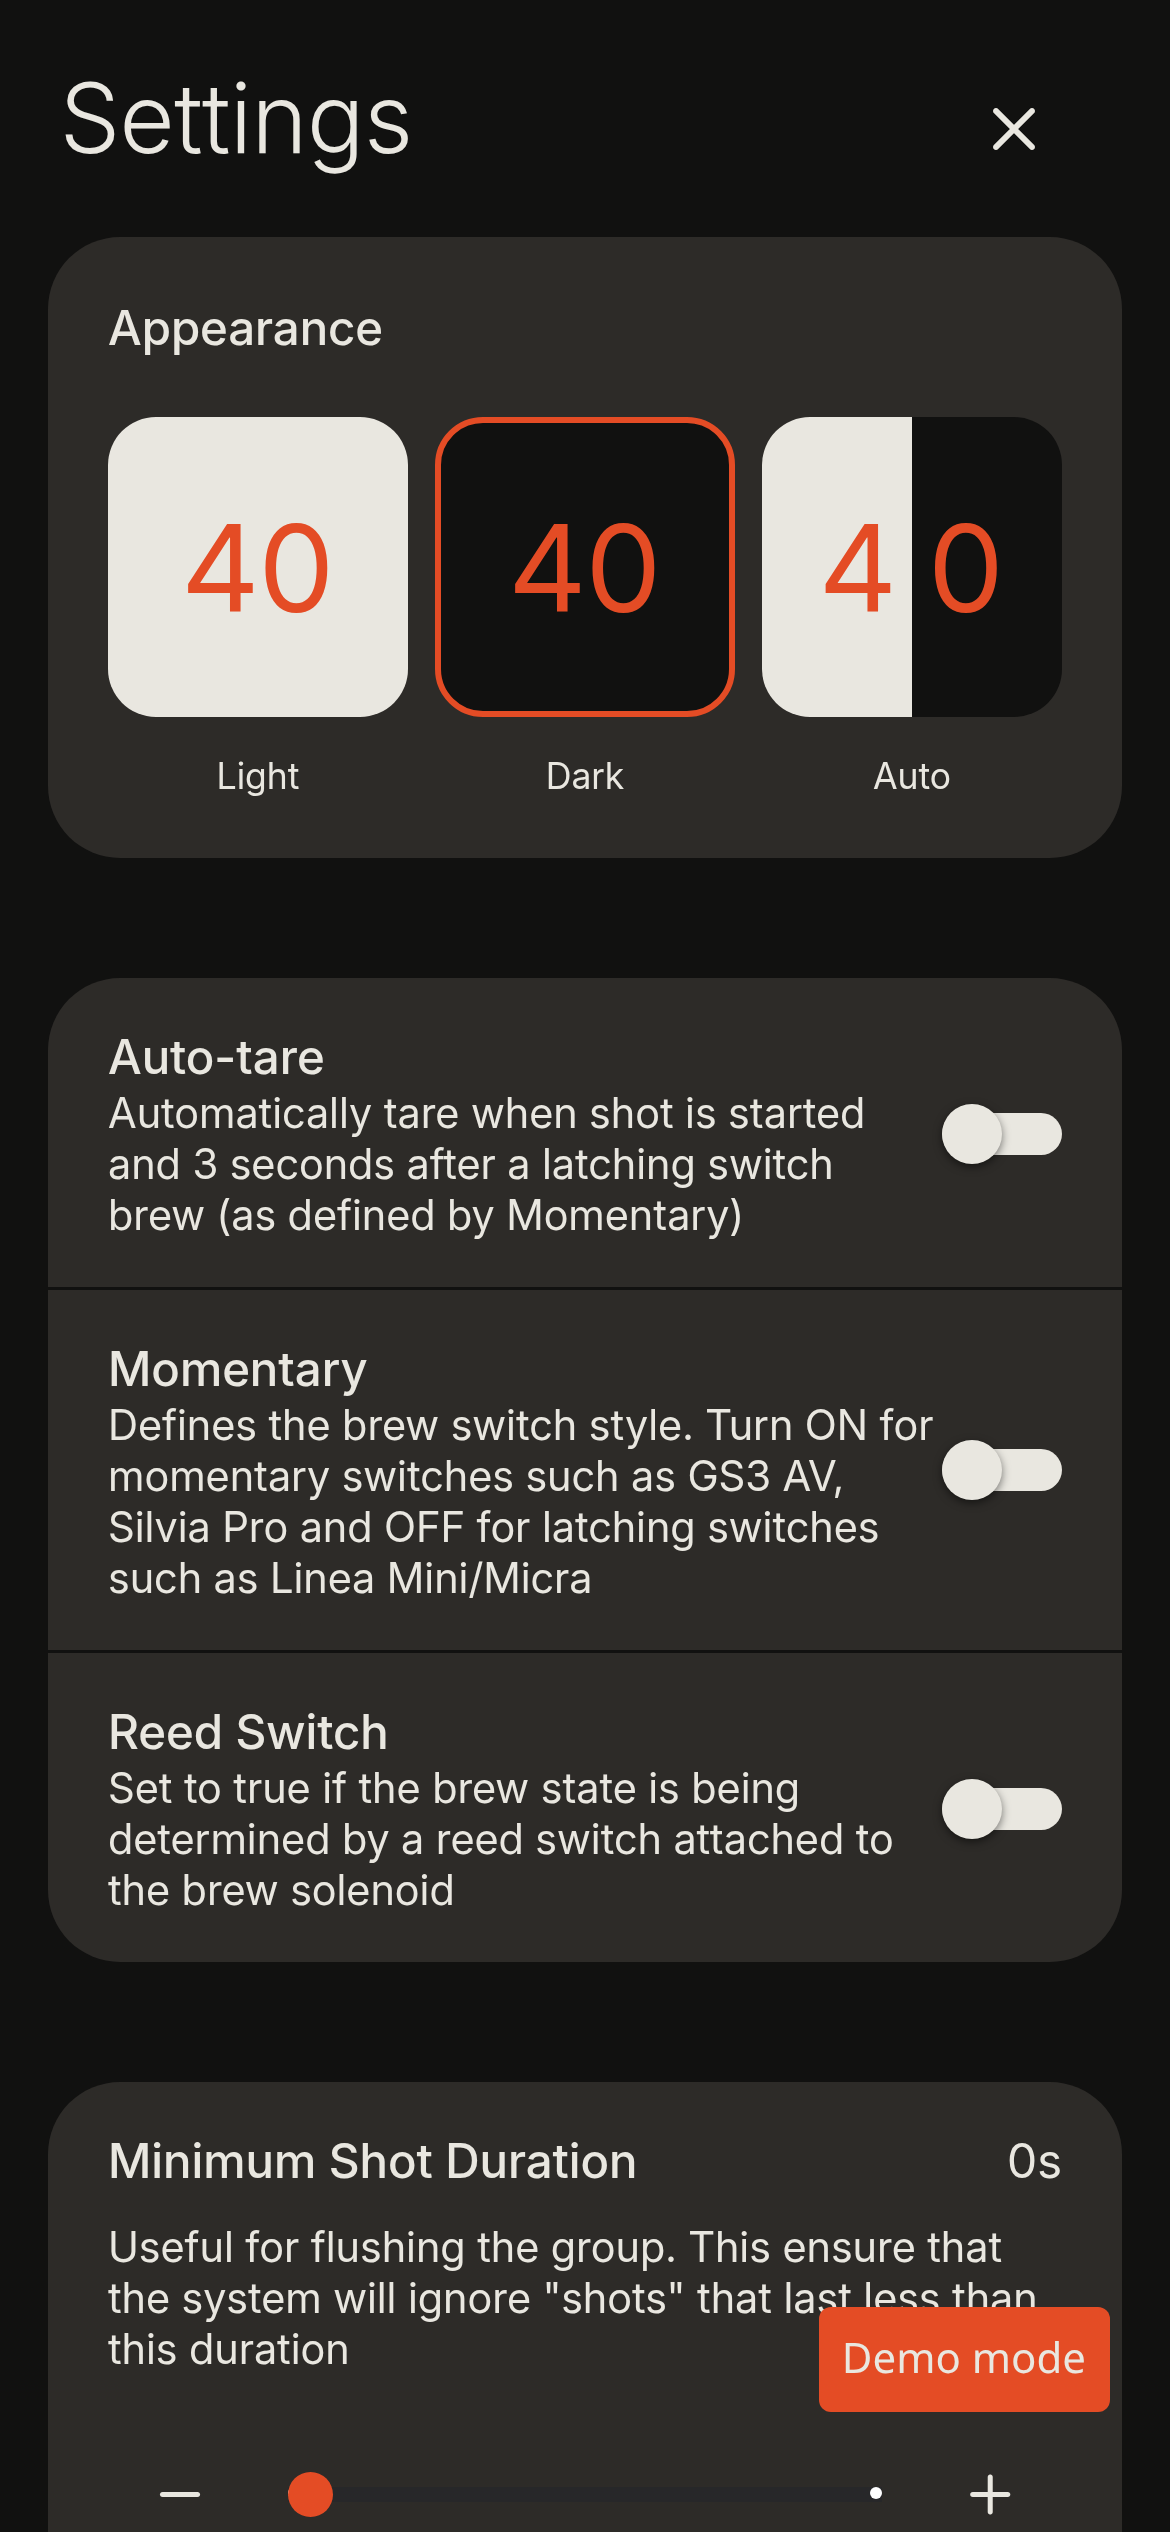 Settings
Appearance
40
40
4 0
Light
Dark
Auto
Auto-tare
Automatically tare when shot is started
and 3 seconds after a latching switch
brew (as defined by Momentary)
Momentary
Defines the brew switch style. Turn ON for
momentary switches such as GS3 AV,
Silvia Pro and OFF for latching switches
such as Linea Mini/Micra
Reed Switch
Set to true if the brew state is being
determined by a reed switch attached to
the brew solenoid
Minimum Shot Duration
0s
Useful for flushing the group. This ensure that
the system will ignore "shots" that last less than
this duration
Demo mode